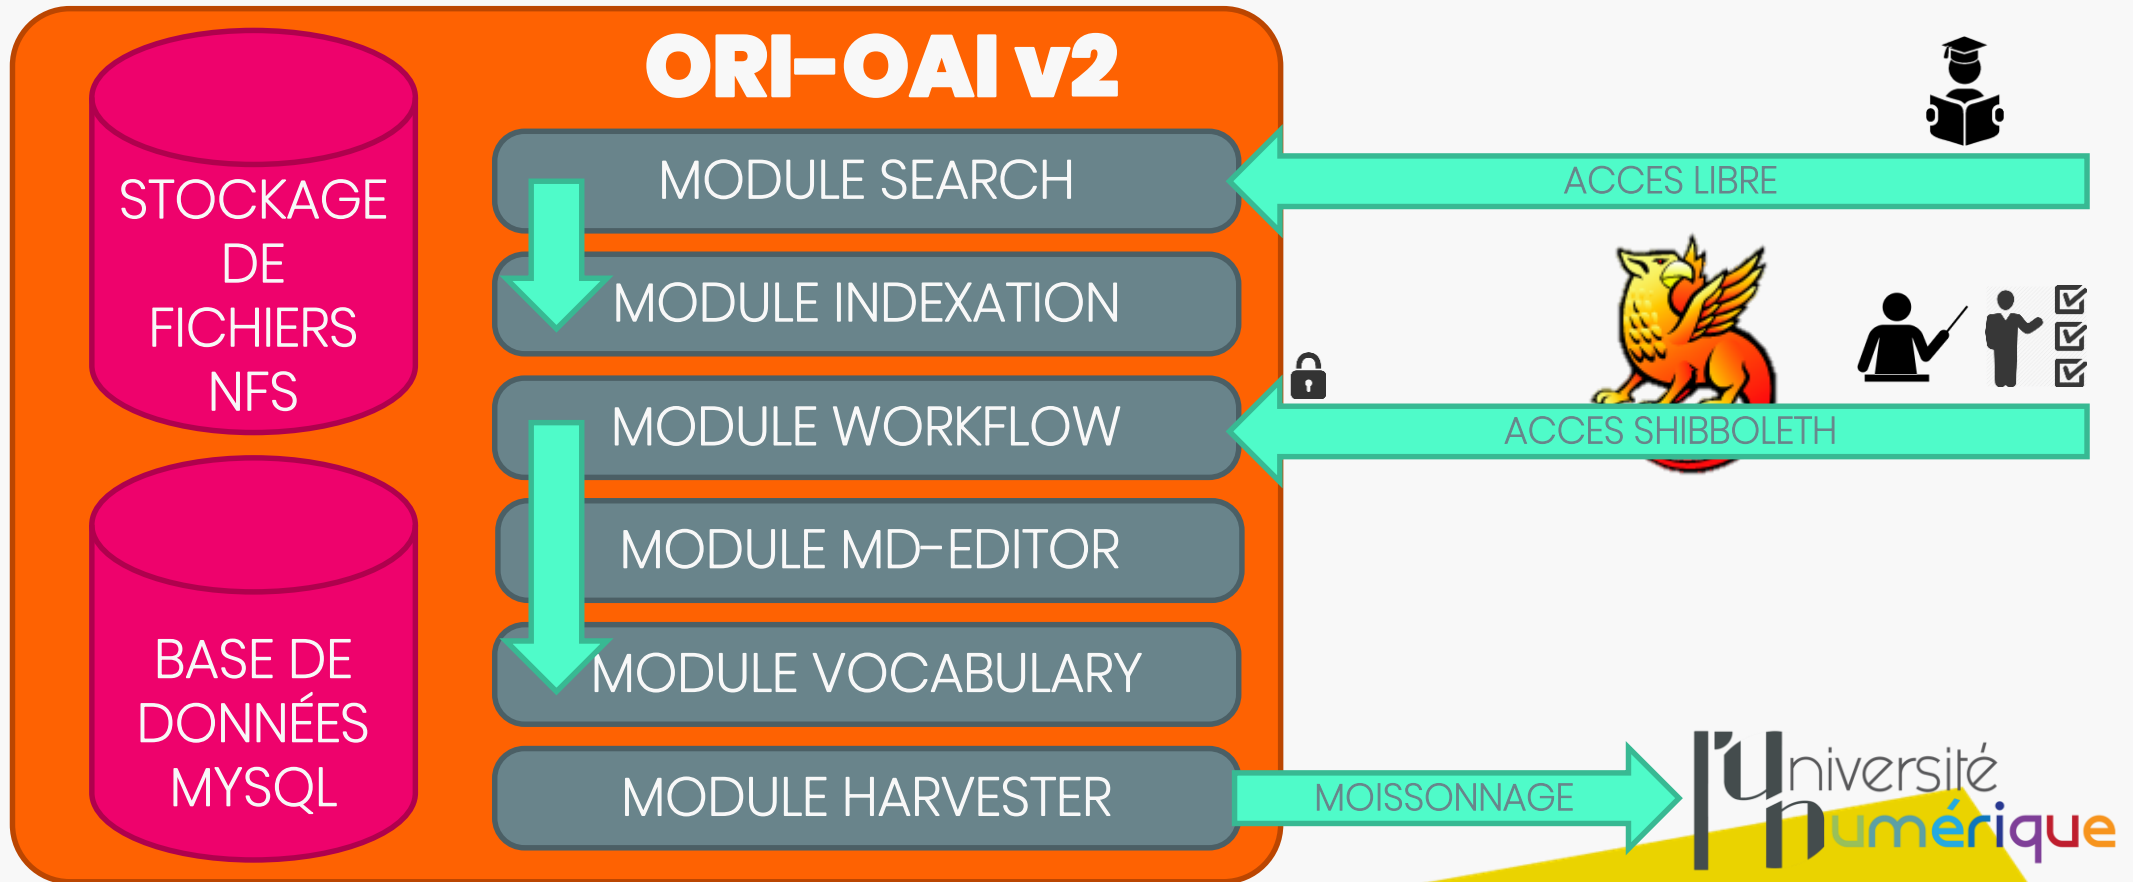 ORI-OAI v2
STOCKAGE
DE
FICHIERS
NFS
BASE DE
DONNÉES
MYSQL
MODULE SEARCH
MODULE INDEXATION
MODULE WORKFLOW
MODULE MD-EDITOR
MODULE VOCABULARY
MODULE HARVESTER
ACCES LIBRE
ACCES SHIBBOLETH
MOISSONNAGE
l'Université
numérique